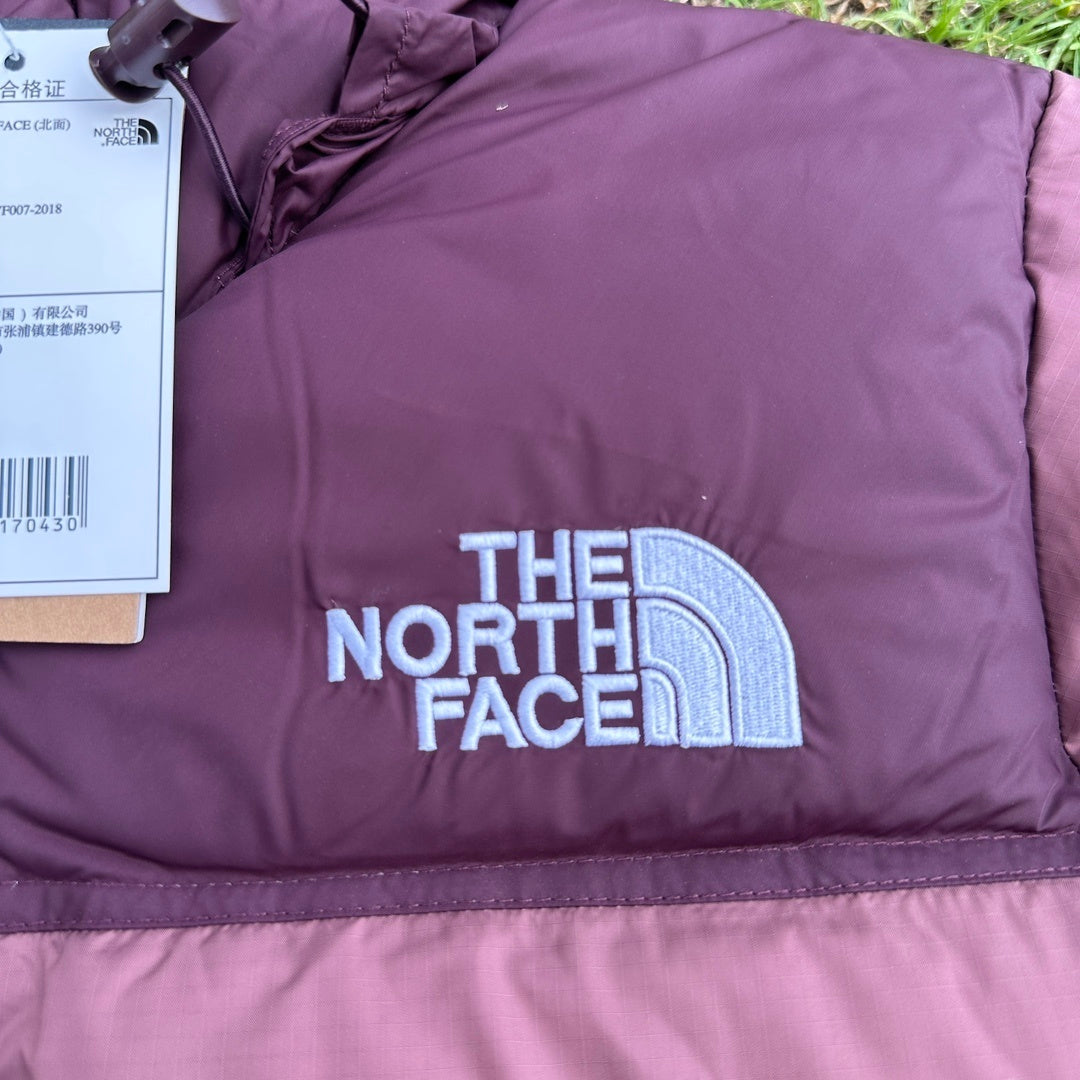 合格证
FACE (北面)
THE
NORTH
FACE
F007-2018
国）有限公司
张浦镇建德路390号
)
170430
THE
NORTH
FACE